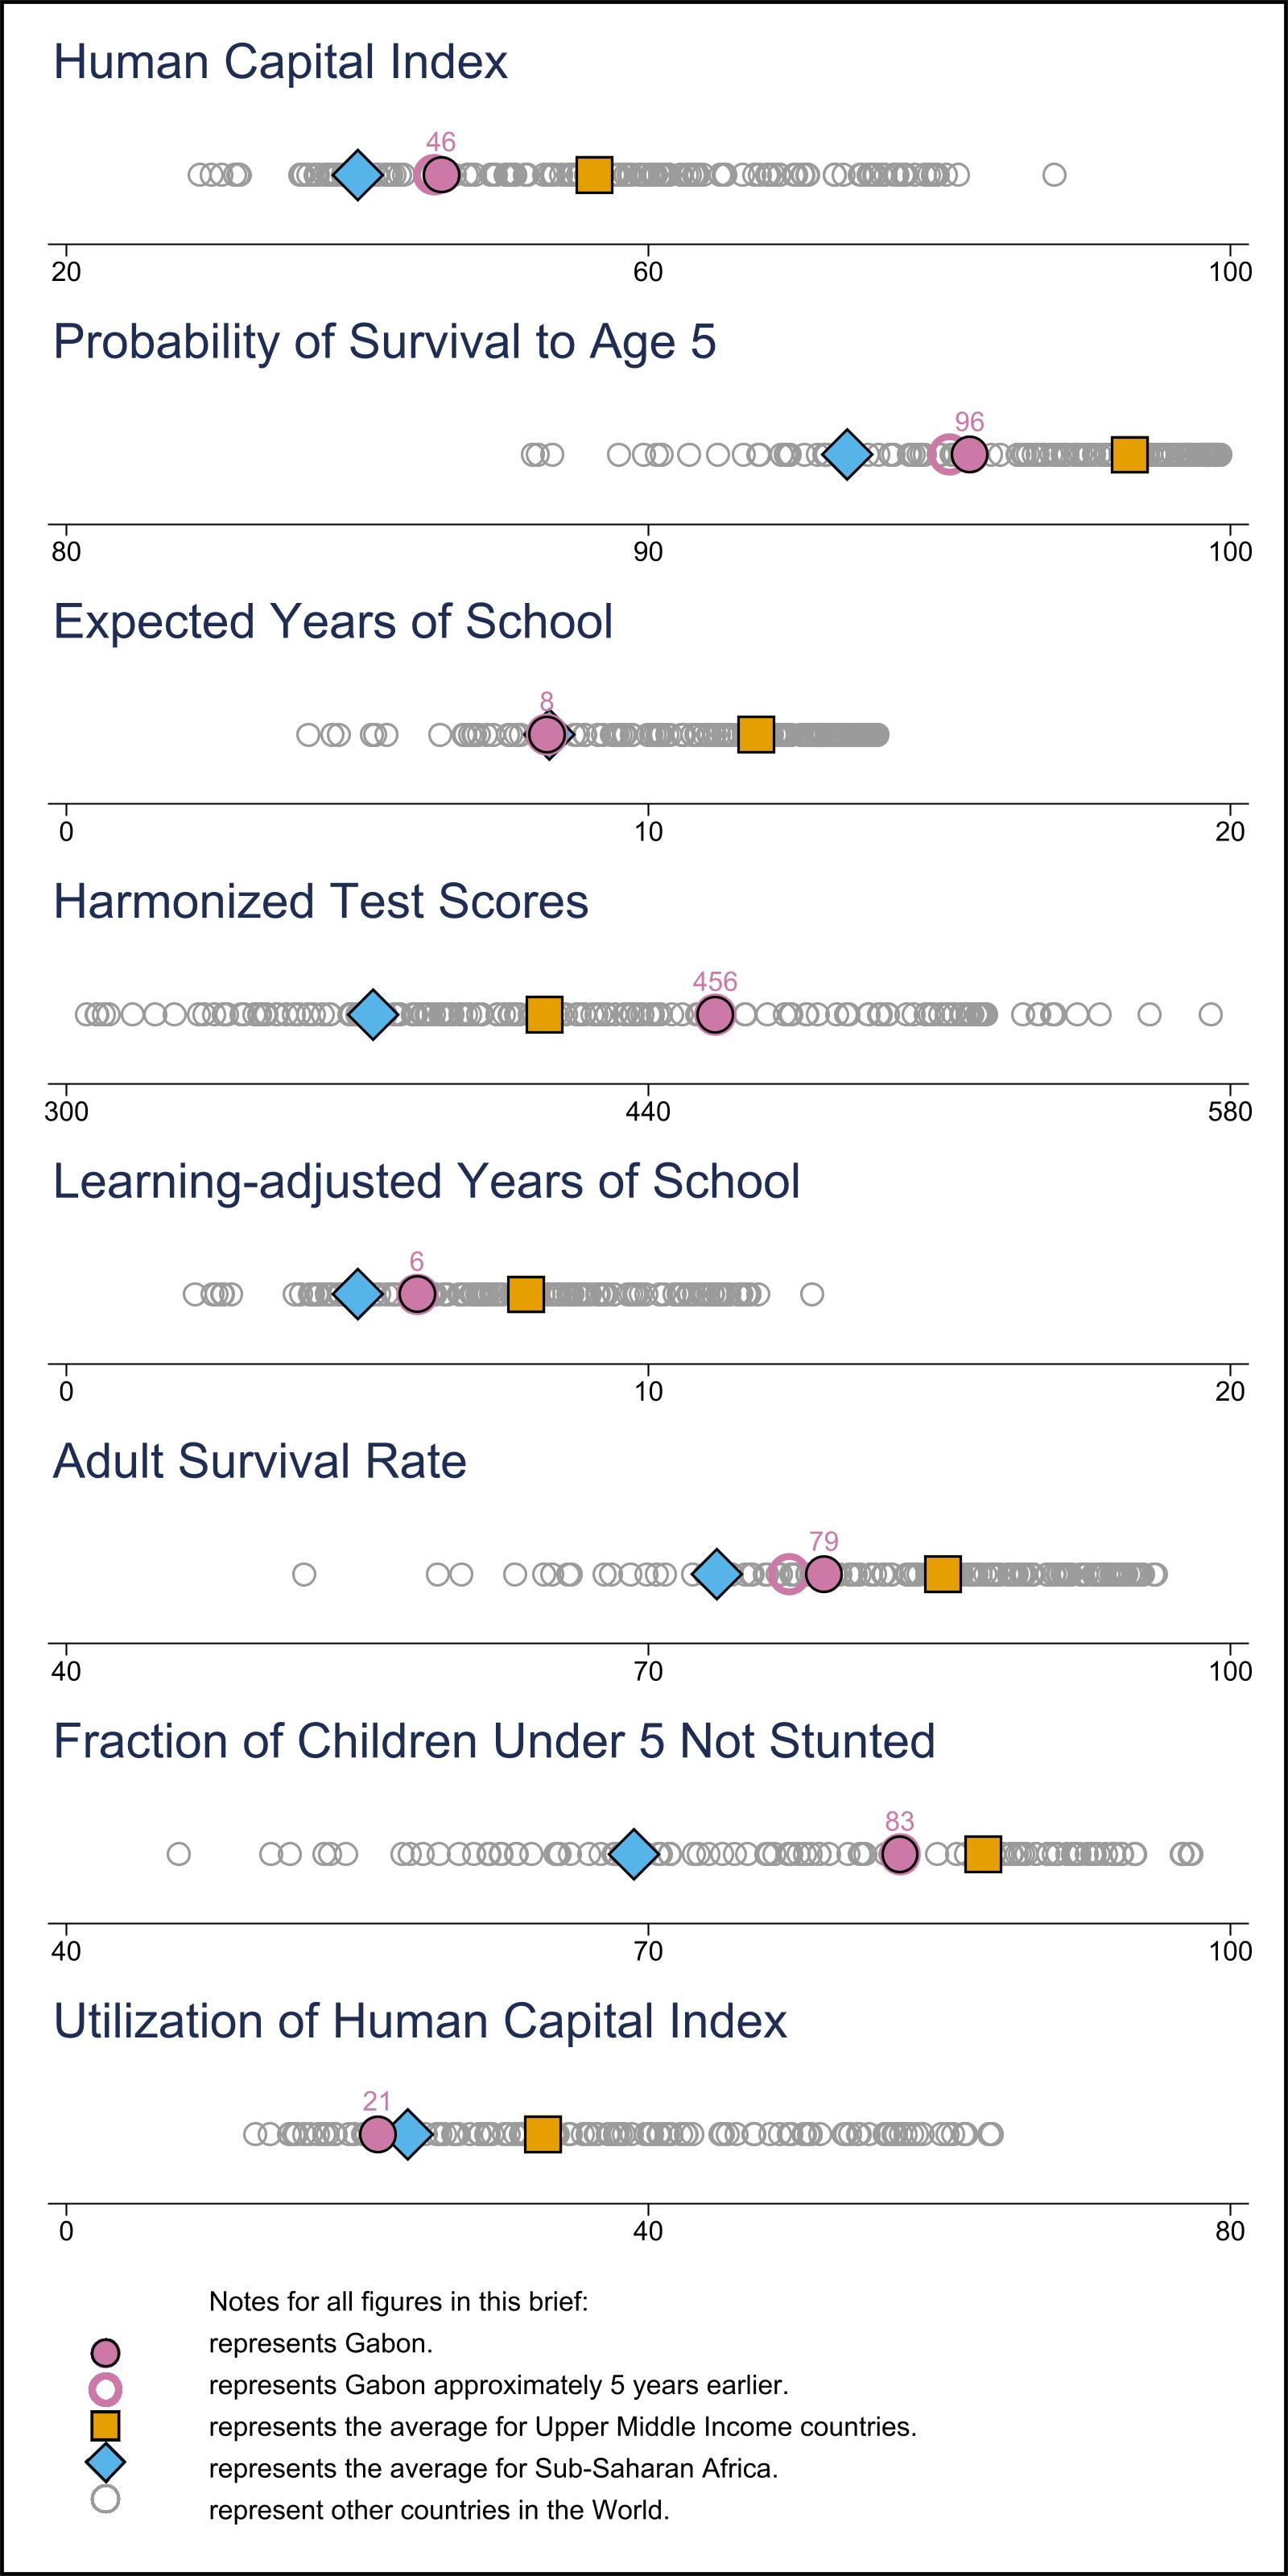 Human Capital Index
46
20 60 100
Probability of Survival to Age 5
96
80 90 100
Expected Years of School
8
0 10 20
Harmonized Test Scores
456
300 440 580
Learning-adjusted Years of School
6
0 10 20
Adult Survival Rate
79
40 70 100
Fraction of Children Under 5 Not Stunted
83
40 70 100
Utilization of Human Capital Index
21
0 40 80
Notes for all figures in this brief:
represents Gabon.
represents Gabon approximately 5 years earlier.
represents the average for Upper Middle Income countries.
represents the average for Sub-Saharan Africa.
represent other countries in the World.